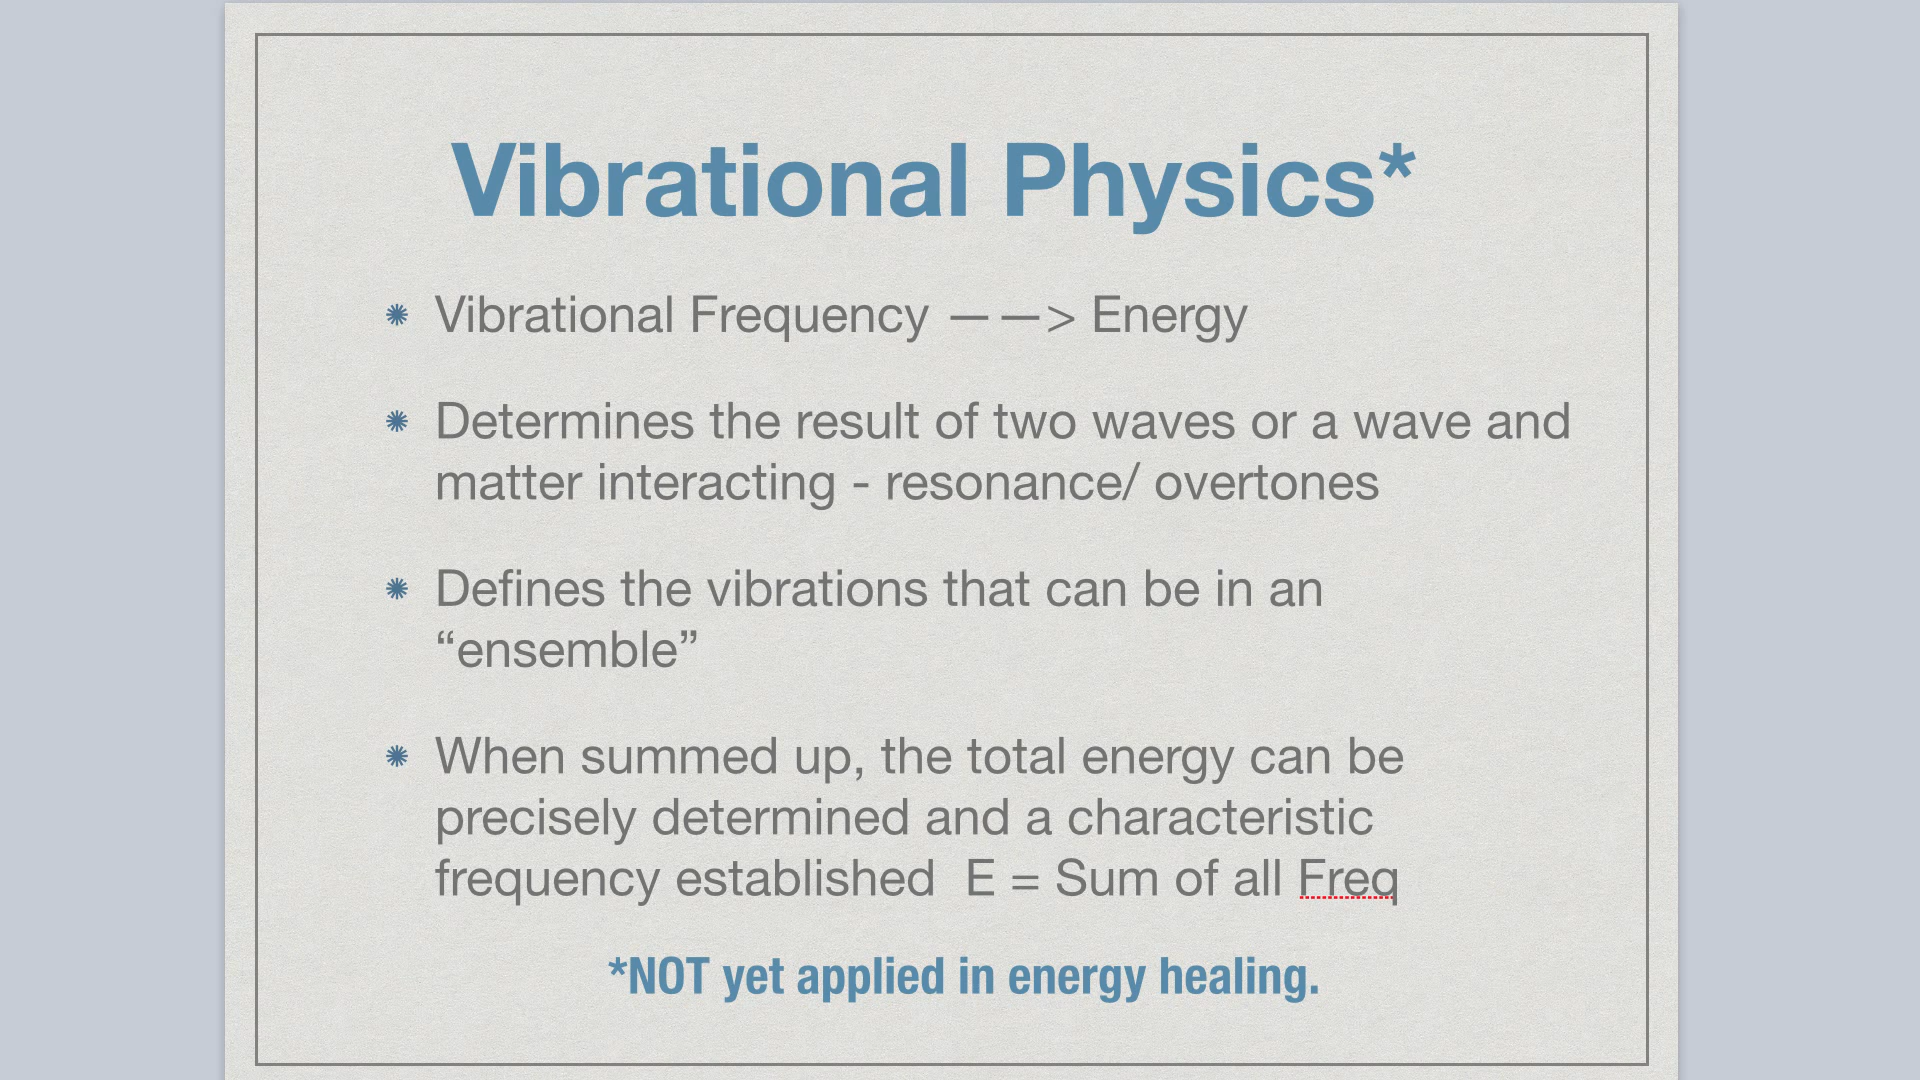 Vibrational Physics*
Vibrational Frequency — —> Energy
Determines the result of two waves or a wave and
matter interacting - resonance/ overtones
Defines the vibrations that can be in an
“ensemble”
When summed up, the total energy can be
precisely determined and a characteristic
frequency established  E = Sum of all Freq
*NOT yet applied in energy healing.